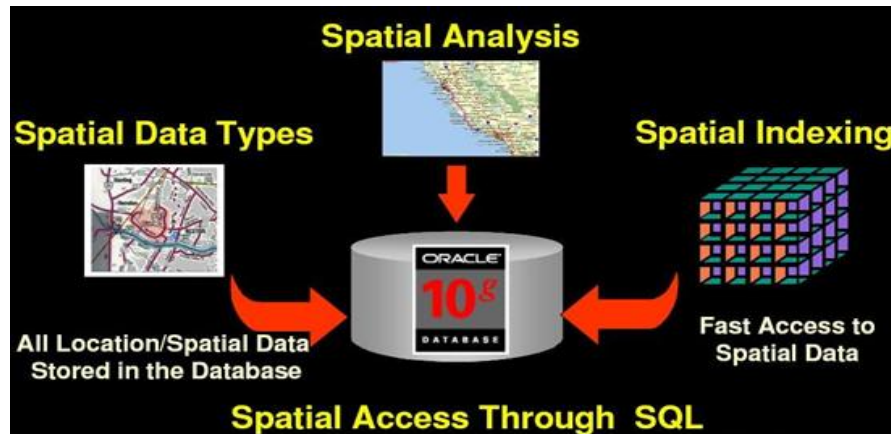 Spatial Analysis
Spatial Data Types
Spatial Indexing
ORACLE
10g
DATABASE
All Location/Spatial Data
Stored in the Database
Fast Access to
Spatial Data
Spatial Access Through SQL